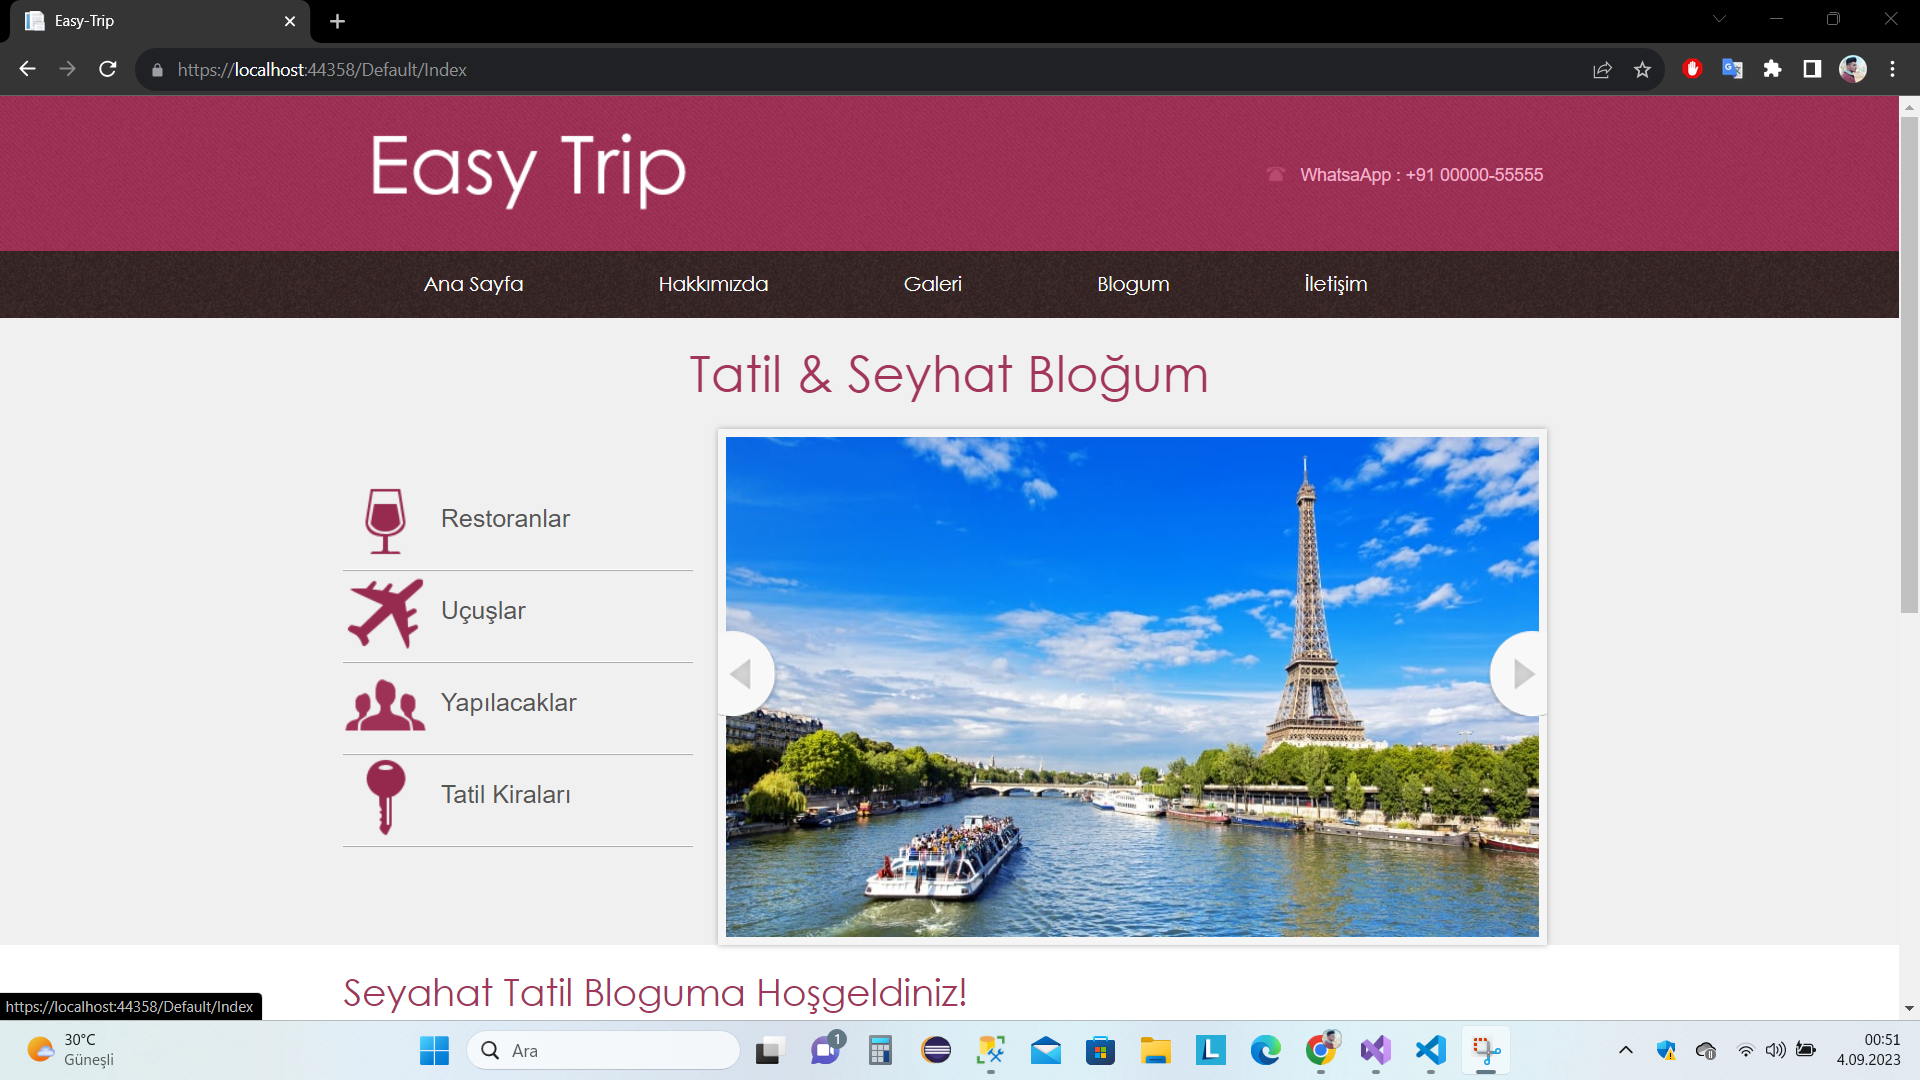 Easy-Trip
https://localhost:44358/Default/Index
Easy Trip
WhatsaApp : +91 00000-55555
Ana Sayfa
Hakkımızda
Galeri
Blogum
İletişim
Tatil & Seyhat Bloğum
Restoranlar
Uçuşlar
Yapılacaklar
Tatil Kiraları
Seyahat Tatil Bloguma Hoşgeldiniz!
https://localhost:44358/Default/Index
30°C
Güneşli
Ara
1
L
00:51
4.09.2023